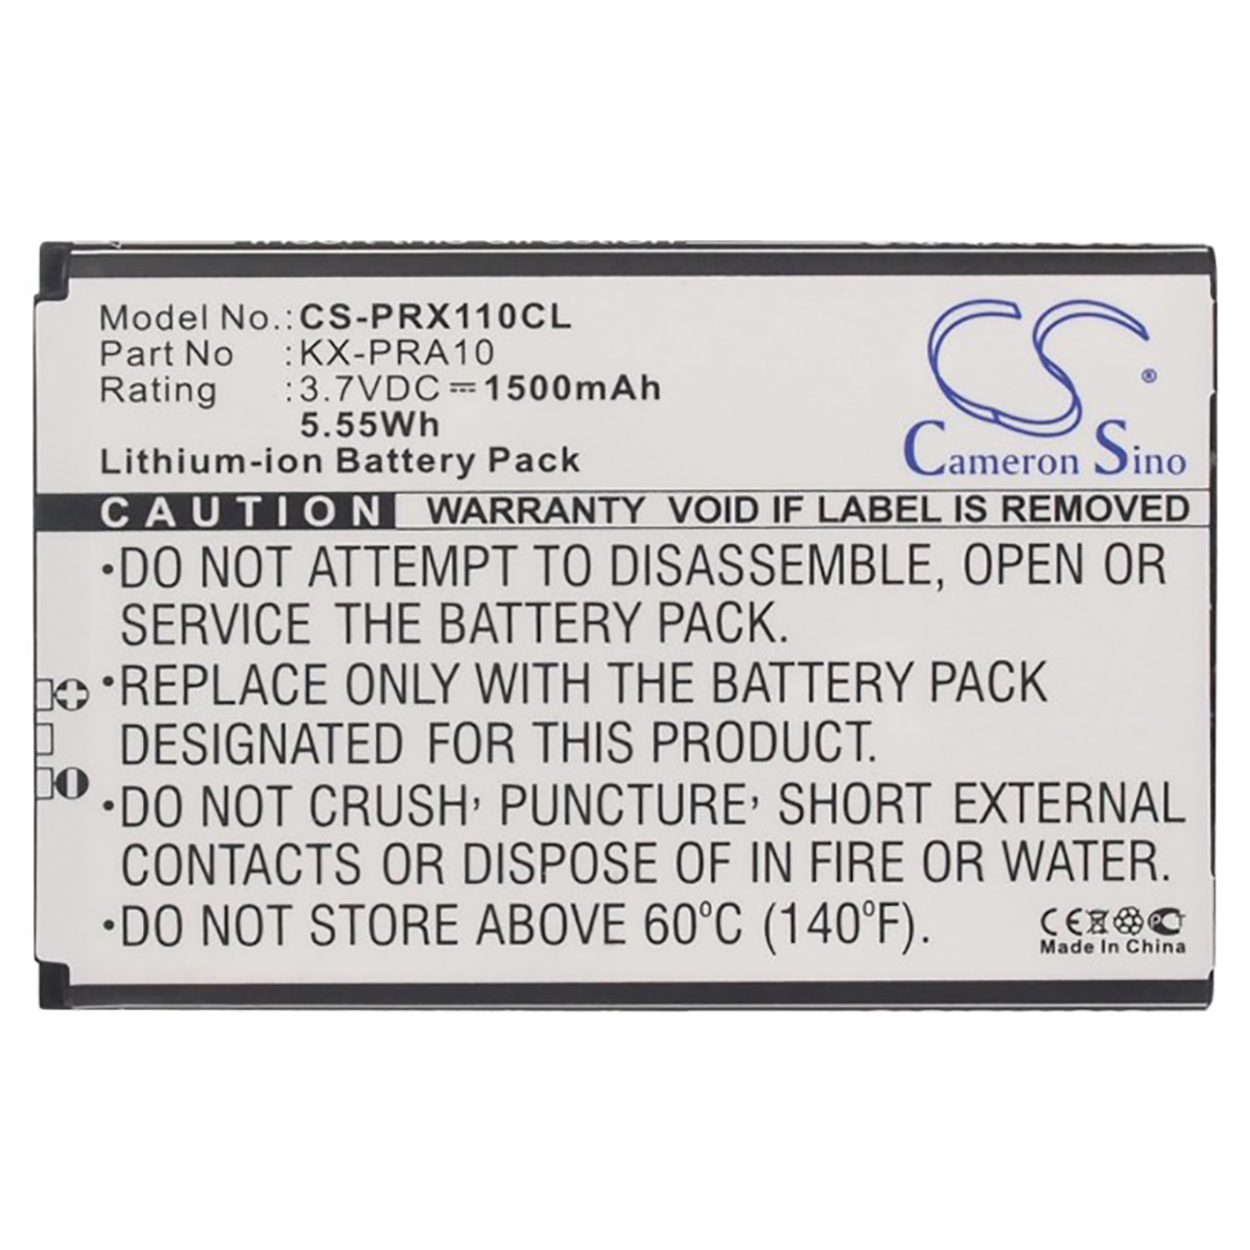 Model No.: CS-PRX110CL
Part No : KX-PRA10
Rating : 3.7VDC ⎓ 1500mAh
5.55Wh
Lithium-ion Battery Pack
CS®
Cameron Sino
CAUTION WARRANTY VOID IF LABEL IS REMOVED
•DO NOT ATTEMPT TO DISASSEMBLE, OPEN OR
SERVICE THE BATTERY PACK.
•REPLACE ONLY WITH THE BATTERY PACK
DESIGNATED FOR THIS PRODUCT.
•DO NOT CRUSH, PUNCTURE, SHORT EXTERNAL
CONTACTS OR DISPOSE OF IN FIRE OR WATER.
•DO NOT STORE ABOVE 60°C (140°F).
CE
Made In China